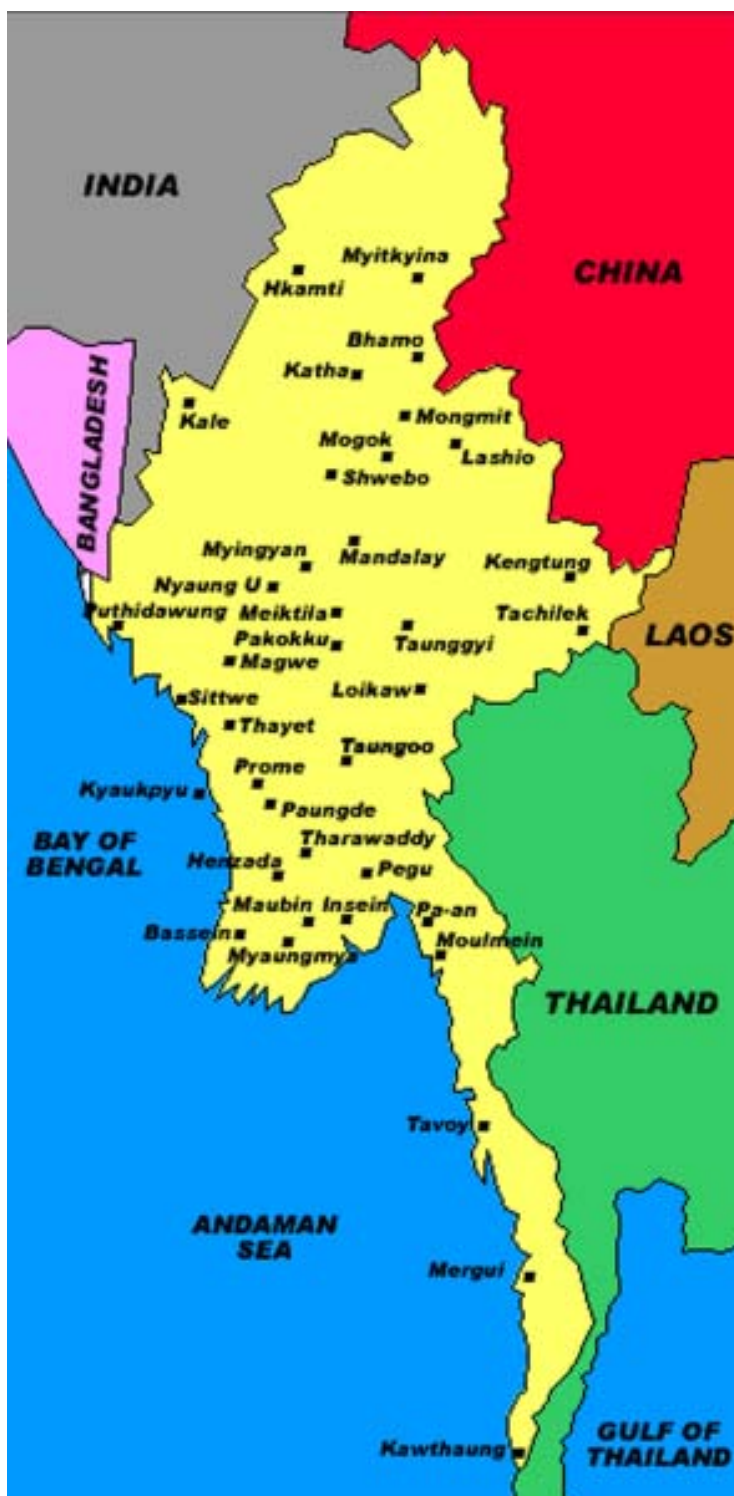 INDIA
CHINA
Myitkyina
Hkamti
Bhamo
Katha
BANGLADESH
Kale
Mongmit
Mogok
Lashio
Shwebo
Mandalay
Myingyan
Kengtung
Nyaung U
Puthidawung
Meiktila
Tachilek
LAOS
Pakokku
Taunggyi
Magwe
Loikaw
Sittwe
Thayet
Taungoo
Prome
Kyaukpyu
Paungde
BAY OF
BENGAL
Tharawaddy
Henzada
Pegu
Maubin
Insein
Pa-an
Bassein
Moulmein
Myaungmya
THAILAND
Tavoy
ANDAMAN
SEA
Mergui
GULF OF
THAILAND
Kawthaung